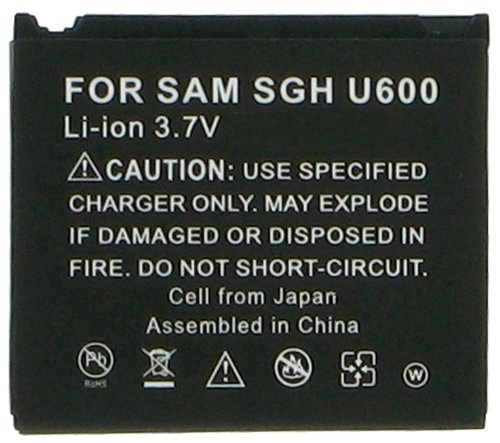 FOR SAM SGH U600
Li-ion 3.7V
CAUTION: USE SPECIFIED
CHARGER ONLY. MAY EXPLODE
IF DAMAGED OR DISPOSED IN
FIRE. DO NOT SHORT-CIRCUIT.
Cell from Japan
Assembled in China
Pb
RoHS
W